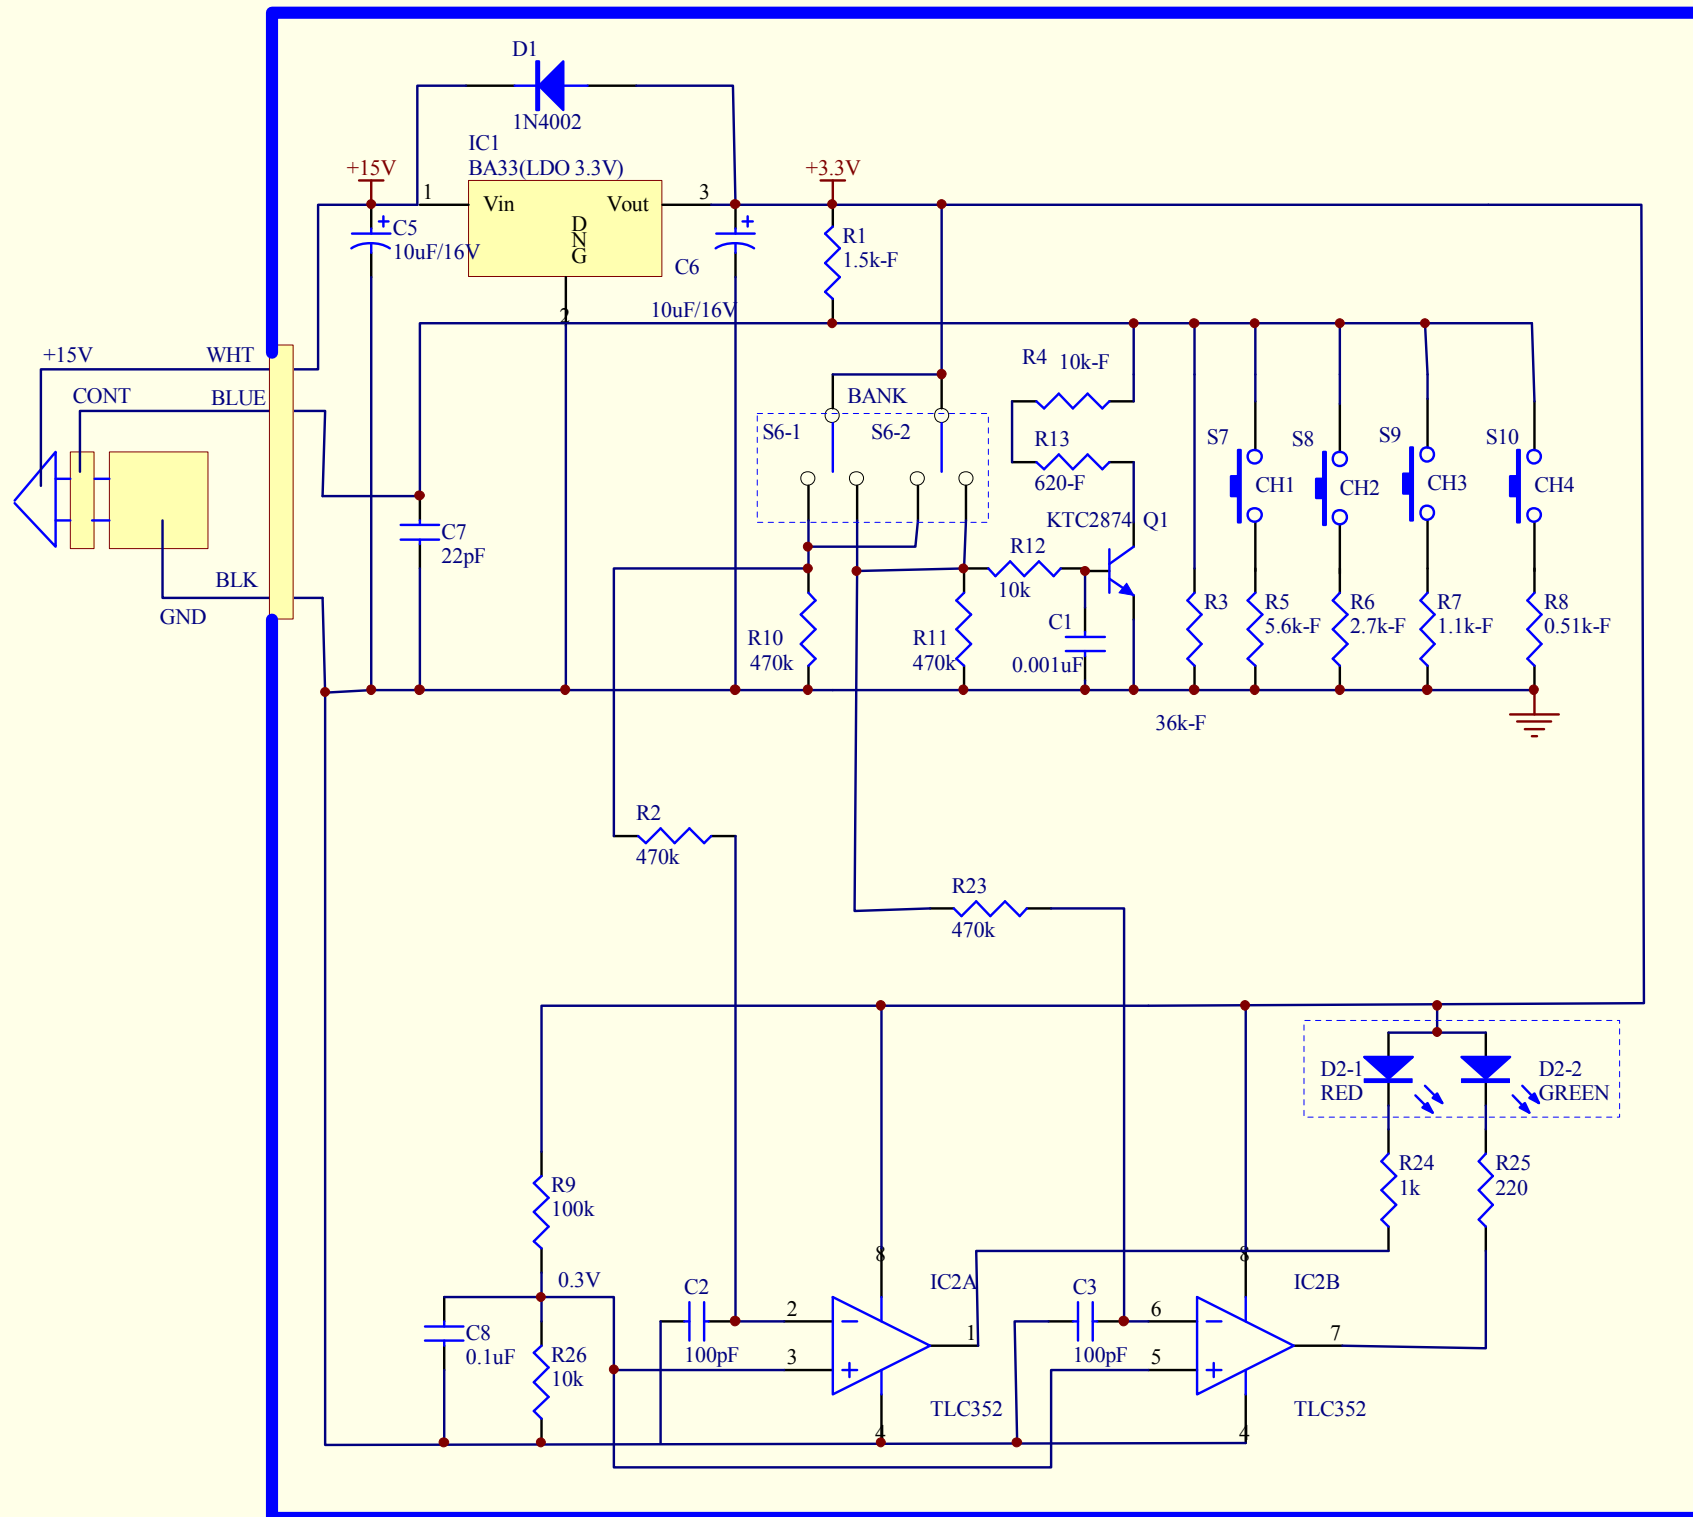 D1
1N4002
IC1
BA33(LDO 3.3V)
+15V
+3.3V
1
Vin
Vout
3
D
N
G
2
+
C5
10uF/16V
+
C6
10uF/16V
R1
1.5k-F
+15V
WHT
CONT
BLUE
BLK
GND
C7
22pF
R4
10k-F
BANK
S6-1
S6-2
R13
620-F
KTC2874
Q1
S7
CH1
S8
CH2
S9
CH3
S10
CH4
R12
10k
C1
0.001uF
R10
470k
R11
470k
R3
36k-F
R5
5.6k-F
R6
2.7k-F
R7
1.1k-F
R8
0.51k-F
R2
470k
R23
470k
D2-1
RED
D2-2
GREEN
R24
1k
R25
220
R9
100k
0.3V
C8
0.1uF
R26
10k
C2
100pF
2
3
8
IC2A
1
TLC352
4
C3
100pF
6
5
8
IC2B
7
TLC352
4